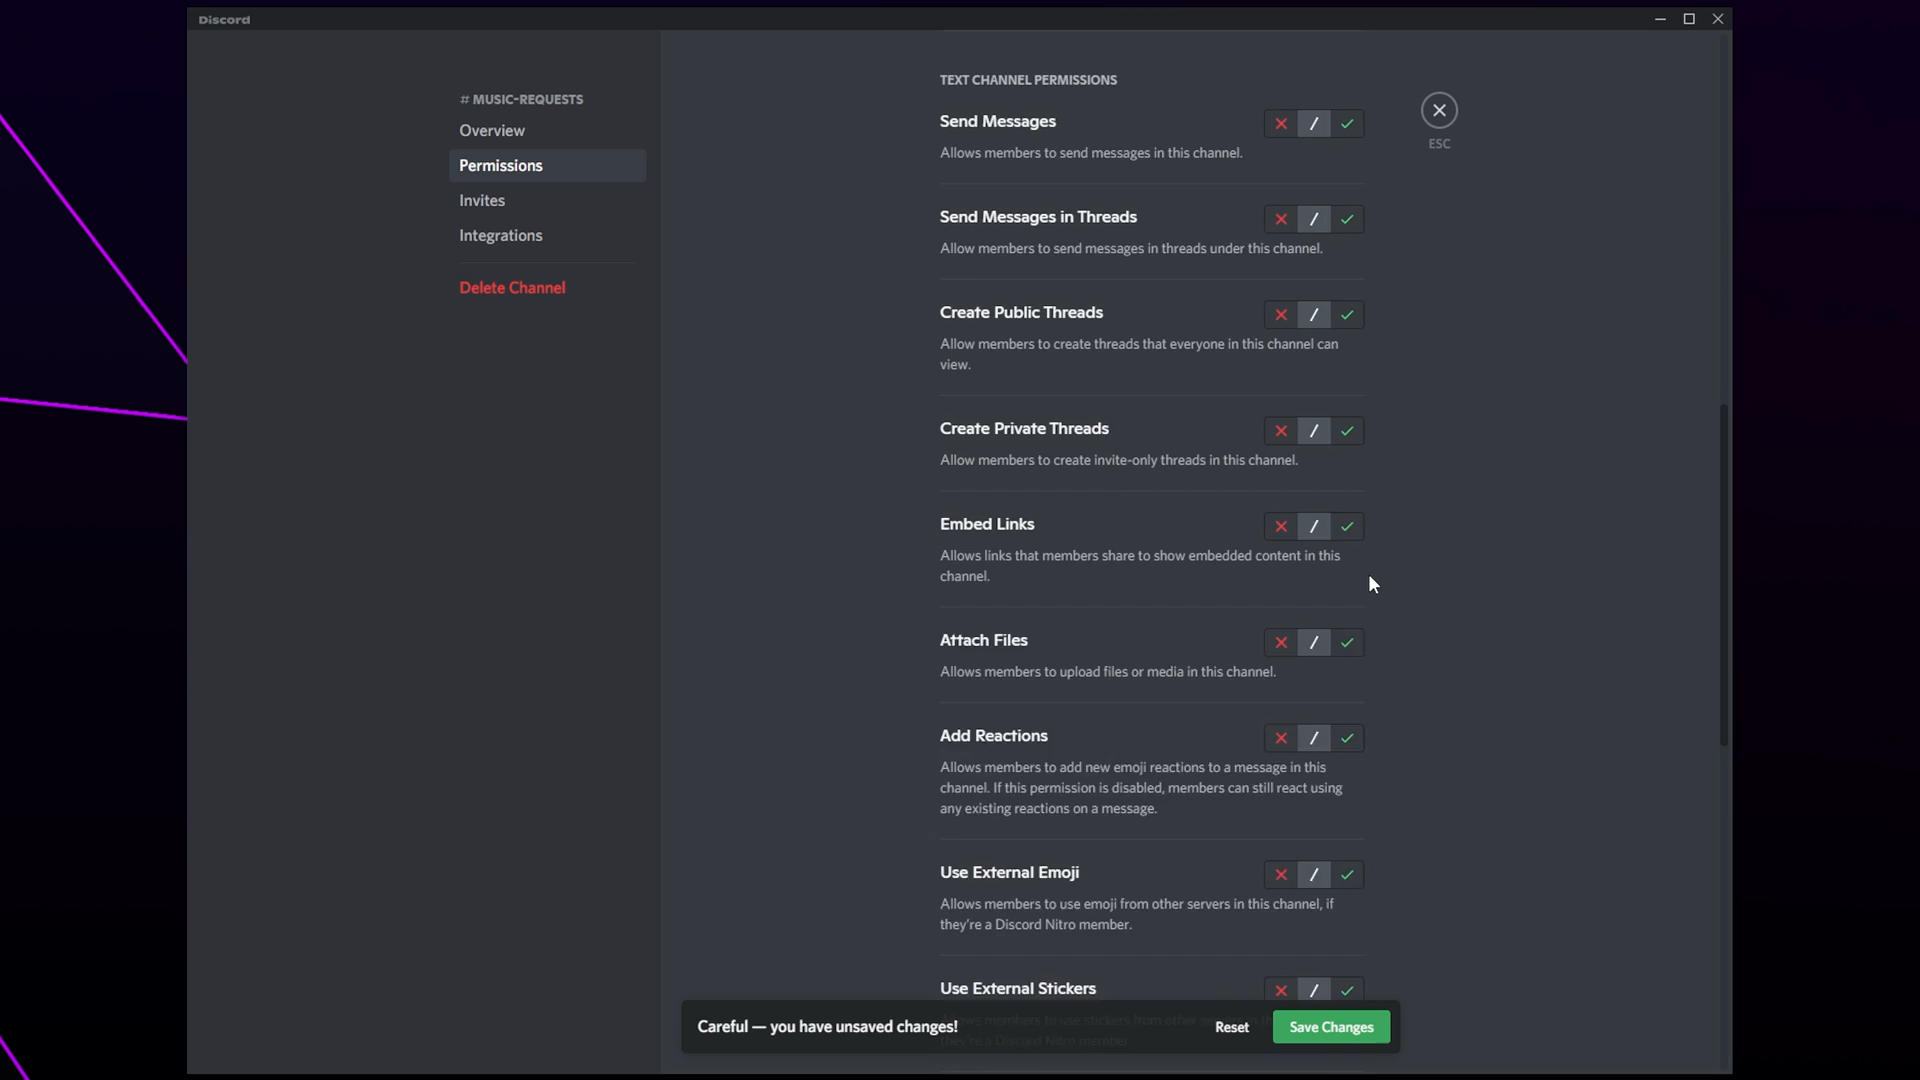 Discord
# MUSIC-REQUESTS
Overview
Permissions
Invites
Integrations
Delete Channel
TEXT CHANNEL PERMISSIONS
Send Messages
Allows members to send messages in this channel.
ESC
Send Messages in Threads
Allow members to send messages in threads under this channel.
Create Public Threads
Allow members to create threads that everyone in this channel can
view.
Create Private Threads
Allow members to create invite-only threads in this channel.
Embed Links
Allows links that members share to show embedded content in this
channel.
Attach Files
Allows members to upload files or media in this channel.
Add Reactions
Allows members to add new emoji reactions to a message in this
channel. If this permission is disabled, members can still react using
any existing reactions on a message.
Use External Emoji
Allows members to use emoji from other servers in this channel, if
they're a Discord Nitro member.
Use External Stickers
Careful — you have unsaved changes!
Reset
Save Changes